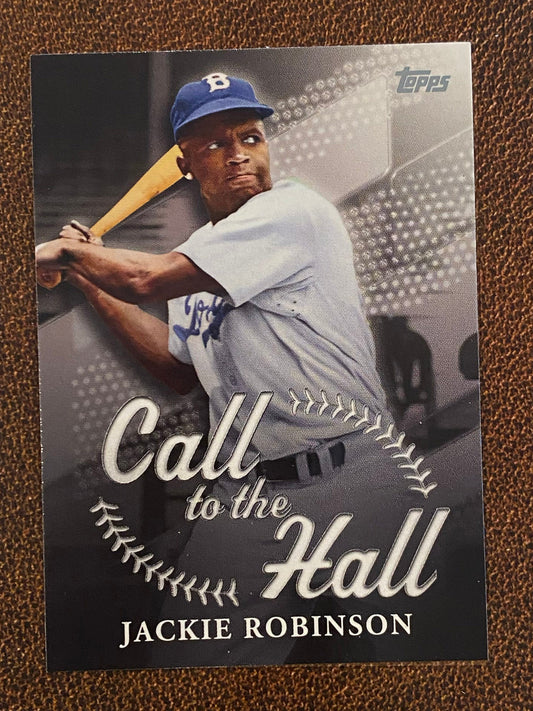 topps
B
Call
to the
Hall
JACKIE ROBINSON